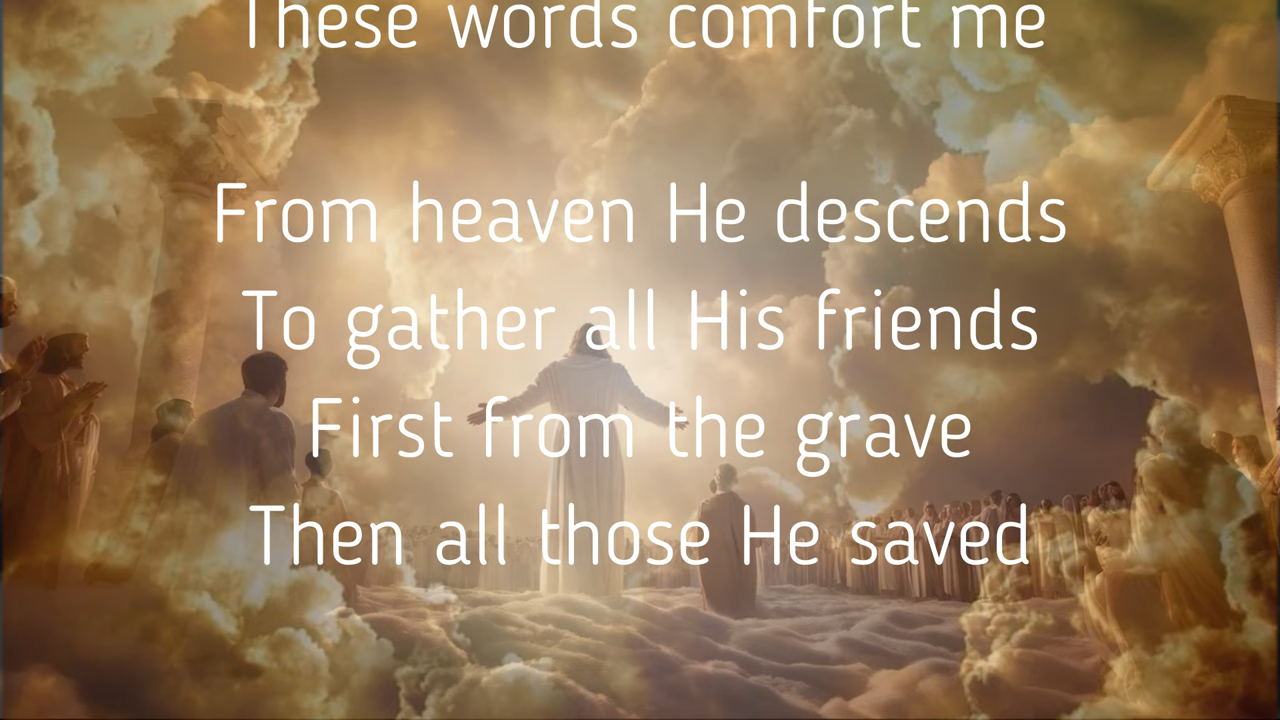 These words comfort me
From heaven He descends
To gather all His friends
First from the grave
Then all those He saved